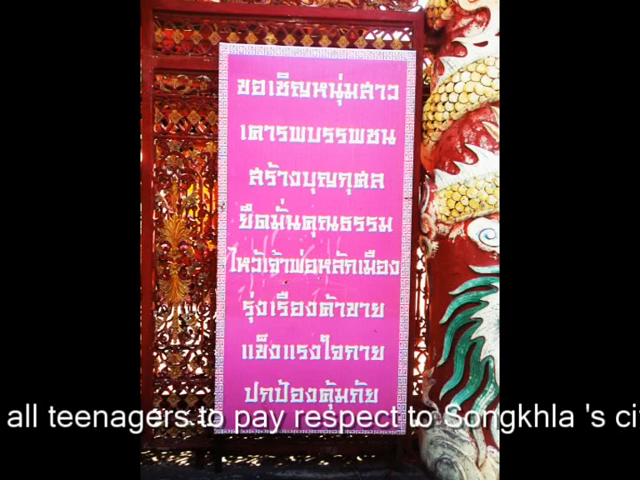 ขอเชิญหนุ่มสาว
เคารพบรรพชน
สร้างบุญกุศล
ยึดมั่นคุณธรรม
ไหว้เจ้าพ่อหลักเมือง
รุ่งเรืองค้าขาย
แข็งแรงใจกาย
ปกป้องคุ้มภัย
all teenagers to pay respect to Songkhla 's ci